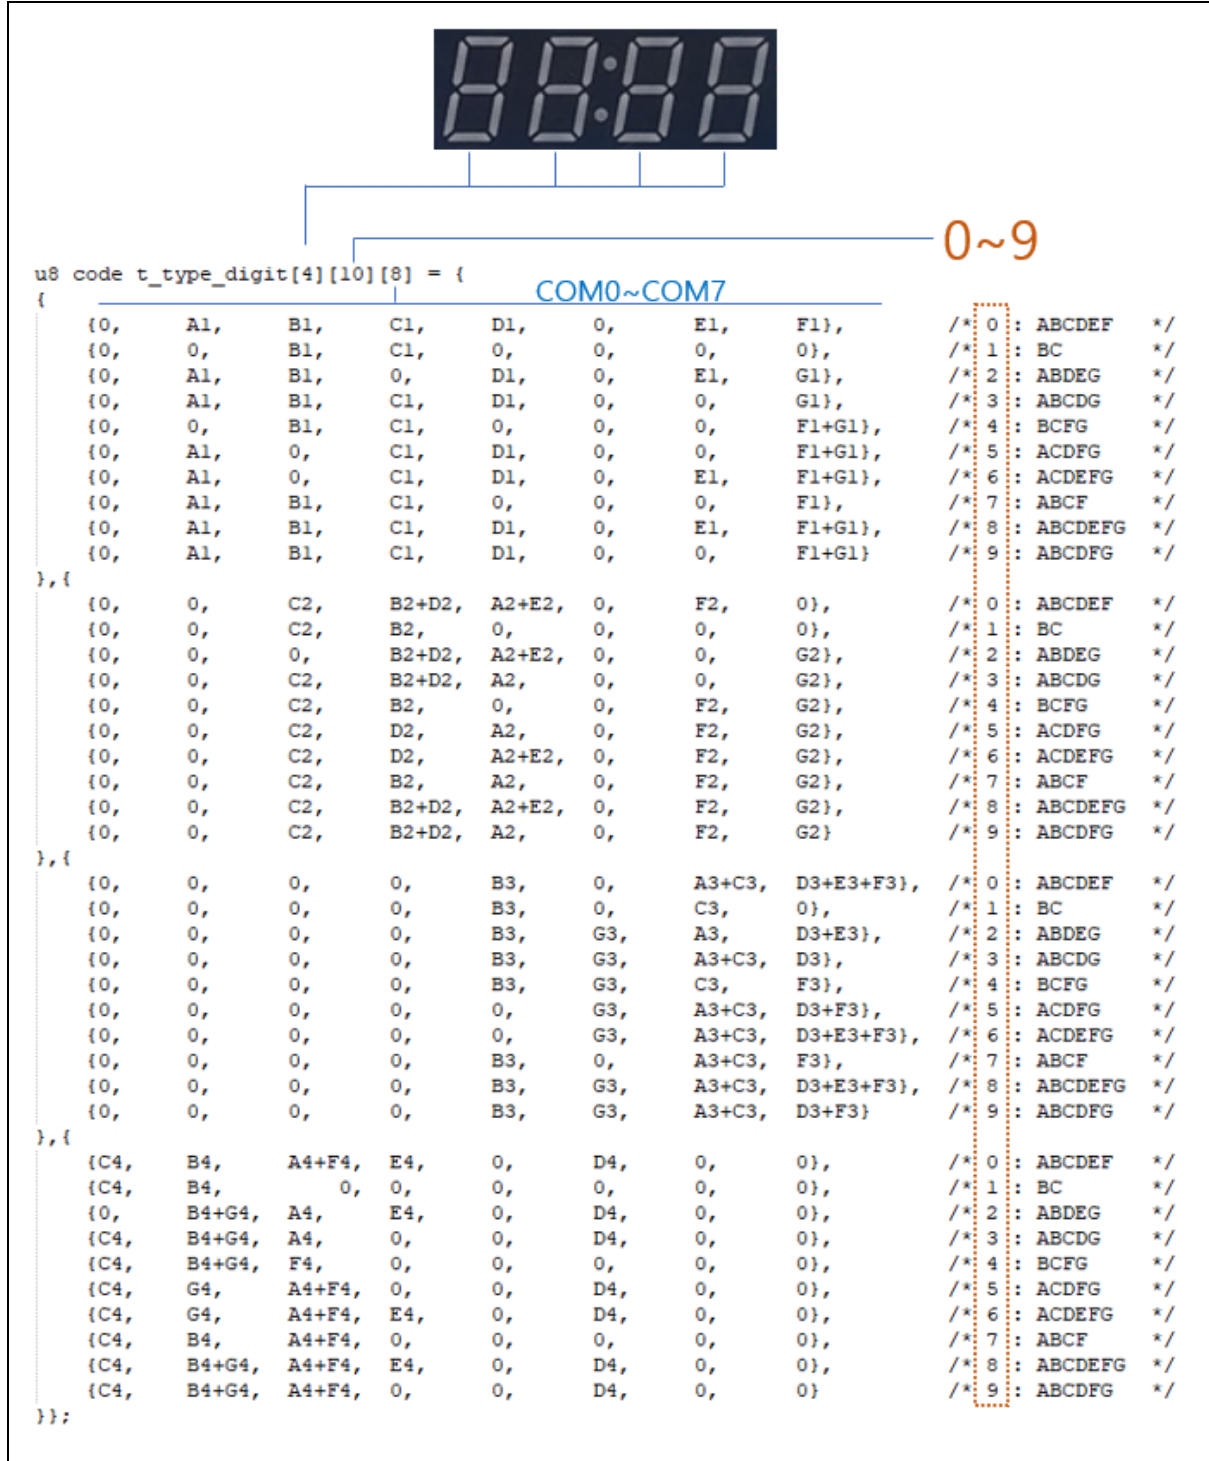 0~9
u8 code t_type_digit[4][10][8] = {
{ COM0~COM7
{0, A1, B1, C1, D1, 0, E1, F1}, /* 0 : ABCDEF */
{0, 0, B1, C1, 0, 0, 0, 0}, /* 1 : BC */
{0, A1, B1, 0, D1, 0, E1, G1}, /* 2 : ABDEG */
{0, A1, B1, C1, D1, 0, 0, G1}, /* 3 : ABCDG */
{0, 0, B1, C1, 0, 0, 0, F1+G1}, /* 4 : BCFG */
{0, A1, 0, C1, D1, 0, 0, F1+G1}, /* 5 : ACDFG */
{0, A1, 0, C1, D1, 0, E1, F1+G1}, /* 6 : ACDEFG */
{0, A1, B1, C1, 0, 0, 0, F1}, /* 7 : ABCF */
{0, A1, B1, C1, D1, 0, E1, F1+G1}, /* 8 : ABCDEFG */
{0, A1, B1, C1, D1, 0, 0, F1+G1} /* 9 : ABCDFG */
},{
{0, 0, C2, B2+D2, A2+E2, 0, F2, 0}, /* 0 : ABCDEF */
{0, 0, C2, B2, 0, 0, 0, 0}, /* 1 : BC */
{0, 0, 0, B2+D2, A2+E2, 0, 0, G2}, /* 2 : ABDEG */
{0, 0, C2, B2+D2, A2, 0, 0, G2}, /* 3 : ABCDG */
{0, 0, C2, B2, 0, 0, F2, G2}, /* 4 : BCFG */
{0, 0, C2, D2, A2, 0, F2, G2}, /* 5 : ACDFG */
{0, 0, C2, D2, A2+E2, 0, F2, G2}, /* 6 : ACDEFG */
{0, 0, C2, B2, A2, 0, F2, G2}, /* 7 : ABCF */
{0, 0, C2, B2+D2, A2+E2, 0, F2, G2}, /* 8 : ABCDEFG */
{0, 0, C2, B2+D2, A2, 0, F2, G2} /* 9 : ABCDFG */
},{
{0, 0, 0, 0, B3, 0, A3+C3, D3+E3+F3}, /* 0 : ABCDEF */
{0, 0, 0, 0, B3, 0, C3, 0}, /* 1 : BC */
{0, 0, 0, 0, B3, G3, A3, D3+E3}, /* 2 : ABDEG */
{0, 0, 0, 0, B3, G3, A3+C3, D3}, /* 3 : ABCDG */
{0, 0, 0, 0, B3, G3, C3, F3}, /* 4 : BCFG */
{0, 0, 0, 0, 0, G3, A3+C3, D3+F3}, /* 5 : ACDFG */
{0, 0, 0, 0, 0, G3, A3+C3, D3+E3+F3}, /* 6 : ACDEFG */
{0, 0, 0, 0, B3, 0, A3+C3, F3}, /* 7 : ABCF */
{0, 0, 0, 0, B3, G3, A3+C3, D3+E3+F3}, /* 8 : ABCDEFG */
{0, 0, 0, 0, B3, G3, A3+C3, D3+F3} /* 9 : ABCDFG */
},{
{C4, B4, A4+F4, E4, 0, D4, 0, 0}, /* 0 : ABCDEF */
{C4, B4, 0, 0, 0, 0, 0, 0}, /* 1 : BC */
{0, B4+G4, A4, E4, 0, D4, 0, 0}, /* 2 : ABDEG */
{C4, B4+G4, A4, 0, 0, D4, 0, 0}, /* 3 : ABCDG */
{C4, B4+G4, F4, 0, 0, 0, 0, 0}, /* 4 : BCFG */
{C4, G4, A4+F4, 0, 0, D4, 0, 0}, /* 5 : ACDFG */
{C4, G4, A4+F4, E4, 0, D4, 0, 0}, /* 6 : ACDEFG */
{C4, B4, A4+F4, 0, 0, 0, 0, 0}, /* 7 : ABCF */
{C4, B4+G4, A4+F4, E4, 0, D4, 0, 0}, /* 8 : ABCDEFG */
{C4, B4+G4, A4+F4, 0, 0, D4, 0, 0} /* 9 : ABCDFG */
}};